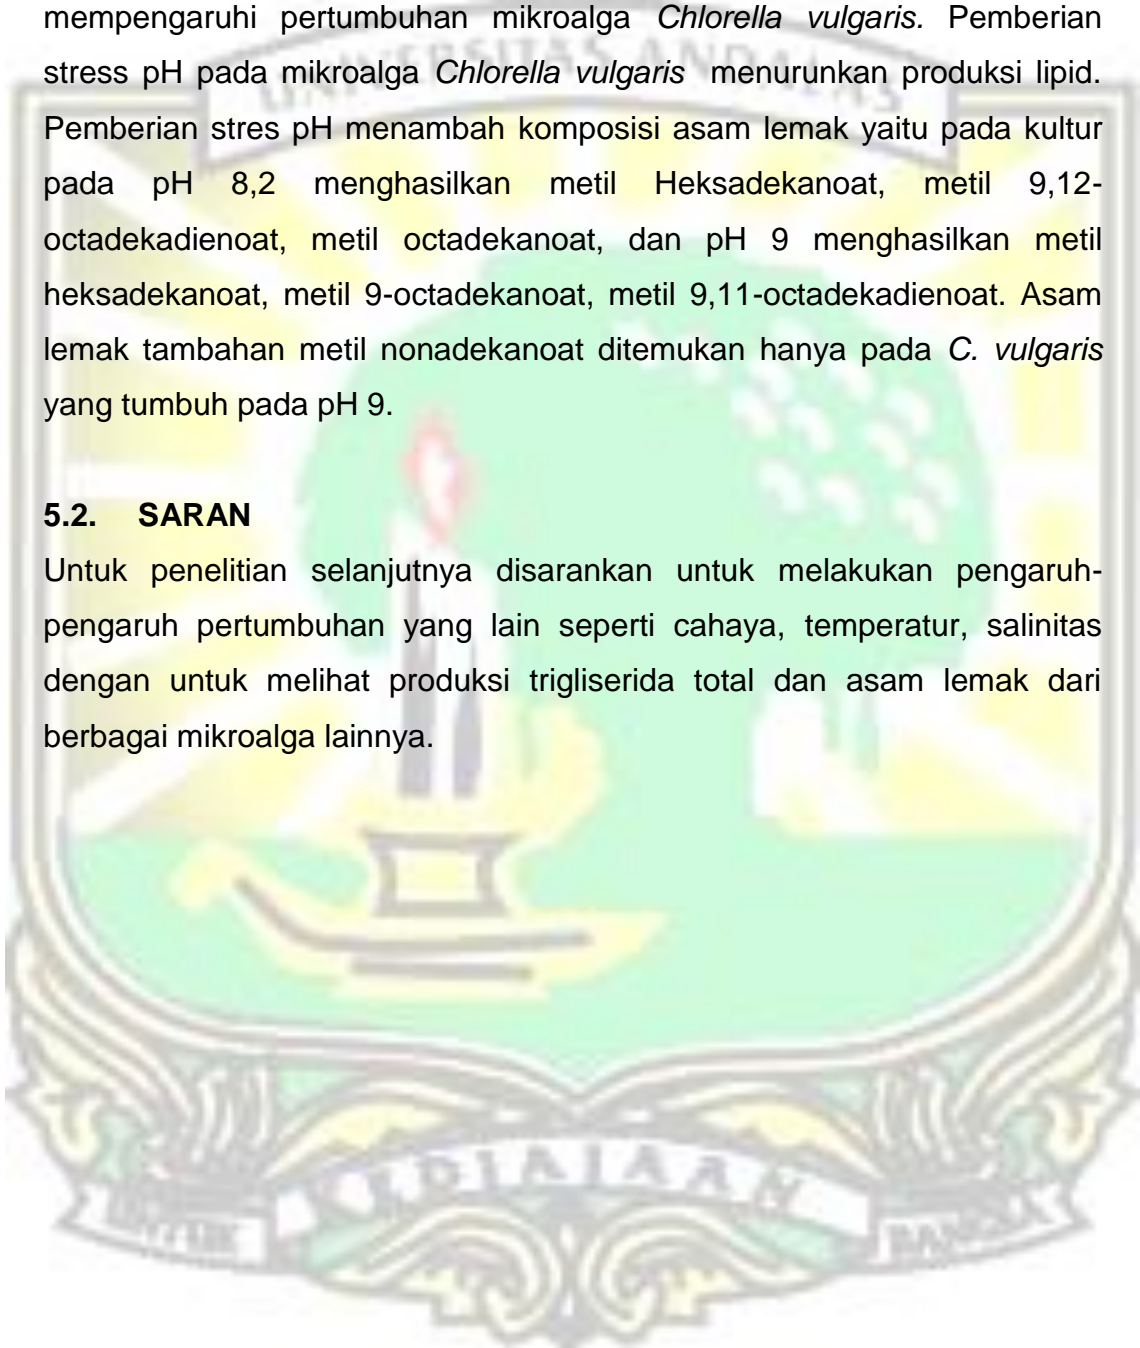 mempengaruhi pertumbuhan mikroalga Chlorella vulgaris. Pemberian
UNIVERSITAS ANDALAS
stress pH pada mikroalga Chlorella vulgaris menurunkan produksi lipid.
Pemberian stres pH menambah komposisi asam lemak yaitu pada kultur
pada pH 8,2 menghasilkan metil Heksadekanoat, metil 9,12-
octadekadienoat, metil octadekanoat, dan pH 9 menghasilkan metil
heksadekanoat, metil 9-octadekanoat, metil 9,11-octadekadienoat. Asam
lemak tambahan metil nonadekanoat ditemukan hanya pada C. vulgaris
yang tumbuh pada pH 9.
5.2. SARAN
Untuk penelitian selanjutnya disarankan untuk melakukan pengaruh-
pengaruh pertumbuhan yang lain seperti cahaya, temperatur, salinitas
dengan untuk melihat produksi trigliserida total dan asam lemak dari
berbagai mikroalga lainnya.
UNTUK KEDJAJAAN BANGSA